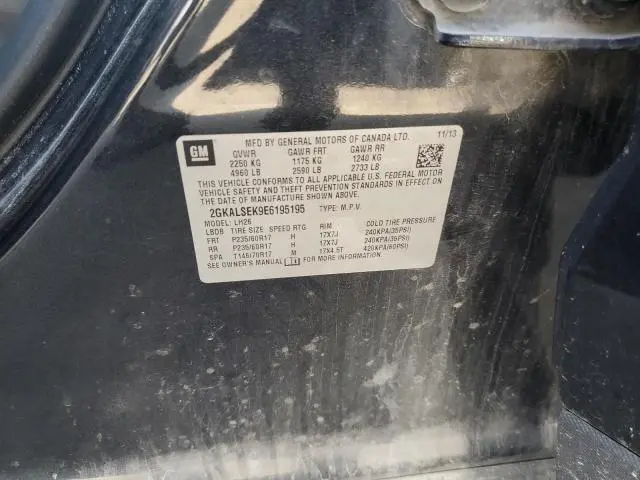 GM
MFD BY GENERAL MOTORS OF CANADA LTD. 11/13
GVWR GAWR FRT GAWR RR
2250 KG 1175 KG 1240 KG
4960 LB 2590 LB 2733 LB
THIS VEHICLE CONFORMS TO ALL APPLICABLE U.S. FEDERAL MOTOR
VEHICLE SAFETY AND THEFT PREVENTION STANDARDS IN EFFECT
ON THE DATE OF MANUFACTURE SHOWN ABOVE.
2GKALSEK9E6195195 TYPE: M.P.V.
MODEL: LH26
LBDB TIRE SIZE SPEED RTG RIM COLD TIRE PRESSURE
FRT P235/60R17 H 17X7J 240KPA(35PSI)
RR P235/60R17 H 17X7J 240KPA(35PSI)
SPA T145/70R17 M 17X4.5T 420KPA(60PSI)
SEE OWNER'S MANUAL FOR MORE INFORMATION.